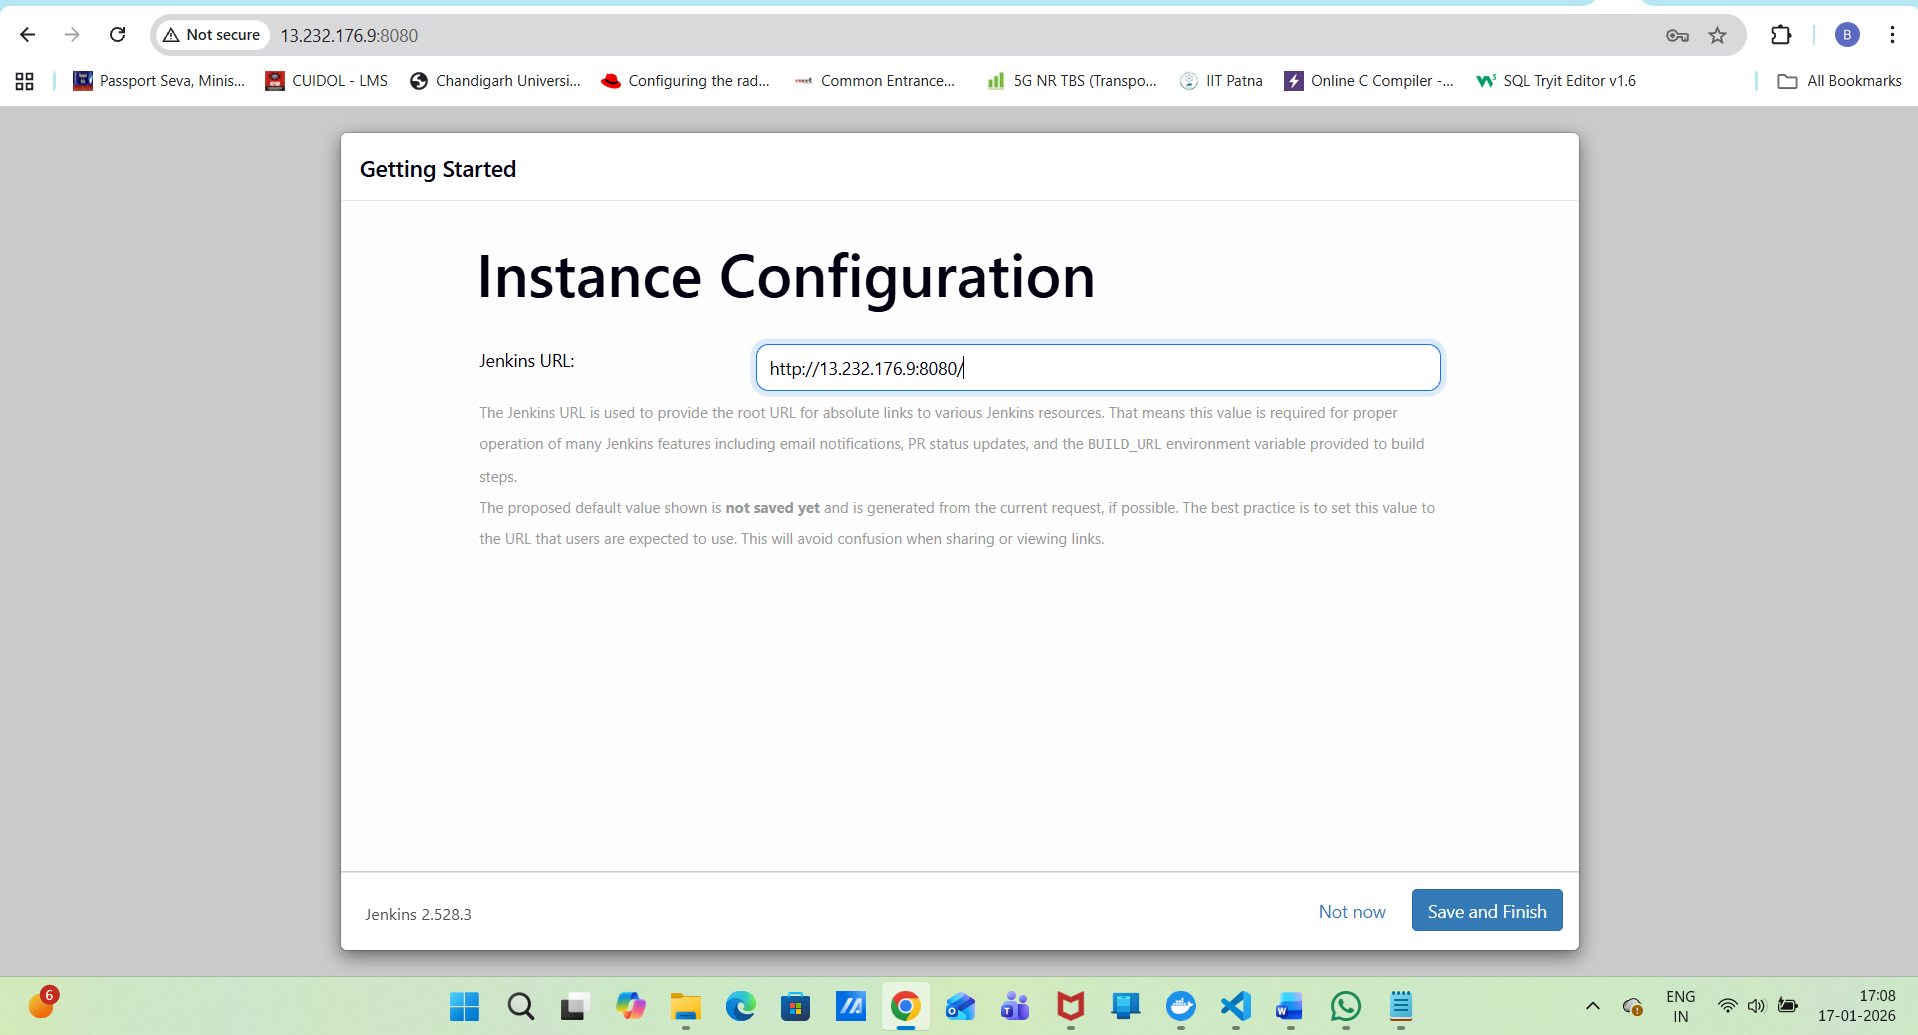 Not secure 13.232.176.9:8080
B
Passport Seva, Minis... CUIDOL - LMS Chandigarh Universi... Configuring the rad... Common Entrance... 5G NR TBS (Transpo... IIT Patna Online C Compiler -... W3 SQL Tryit Editor v1.6 All Bookmarks
Getting Started
Instance Configuration
Jenkins URL: http://13.232.176.9:8080/
The Jenkins URL is used to provide the root URL for absolute links to various Jenkins resources. That means this value is required for proper
operation of many Jenkins features including email notifications, PR status updates, and the BUILD_URL environment variable provided to build
steps.
The proposed default value shown is not saved yet and is generated from the current request, if possible. The best practice is to set this value to
the URL that users are expected to use. This will avoid confusion when sharing or viewing links.
Jenkins 2.528.3 Not now Save and Finish
6
ENG 17:08
IN 17-01-2026